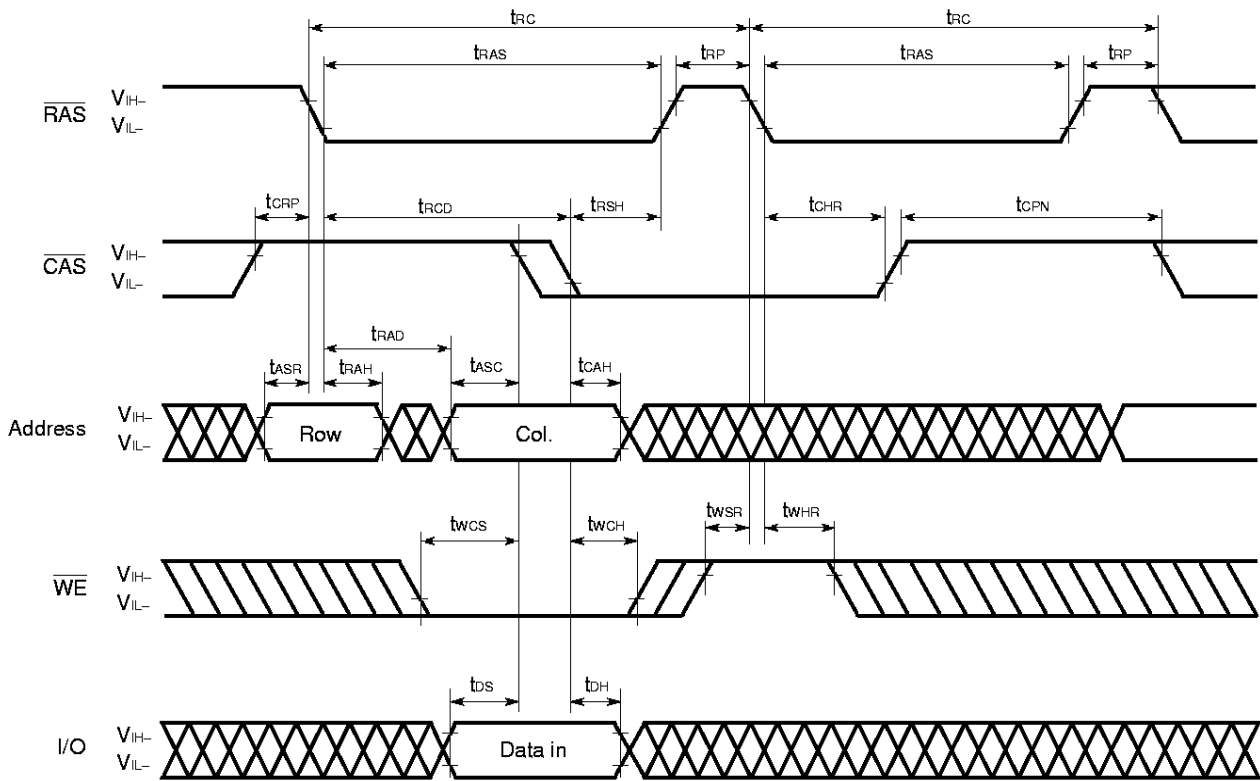 tRC tRC
tRAS tRP tRAS tRP
RAS VIH–
VIL–
tCRP tRCD tRSH tCHR tCPN
CAS VIH–
VIL–
tRAD
tASR tRAH tASC tCAH
Address VIH–
VIL–
Row Col.
tWCS tWCH tWSR tWHR
WE VIH–
VIL–
tDS tDH
I/O VIH–
VIL–
Data in